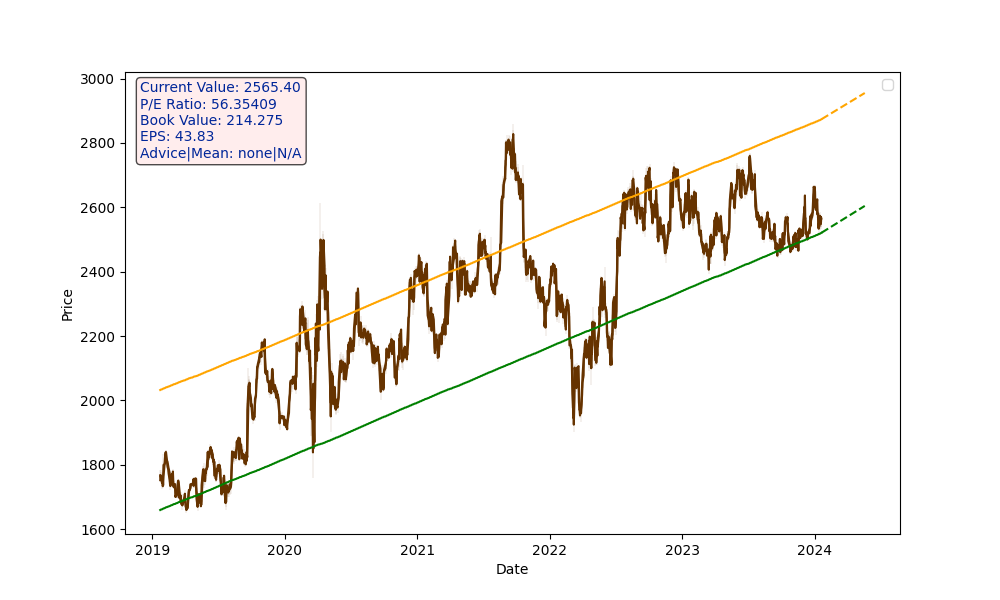 3000
2800
2600
2400
2200
2000
1800
1600
Price
Current Value: 2565.40
P/E Ratio: 56.35409
Book Value: 214.275
EPS: 43.83
Advice|Mean: none|N/A
2019 2020 2021 2022 2023 2024
Date